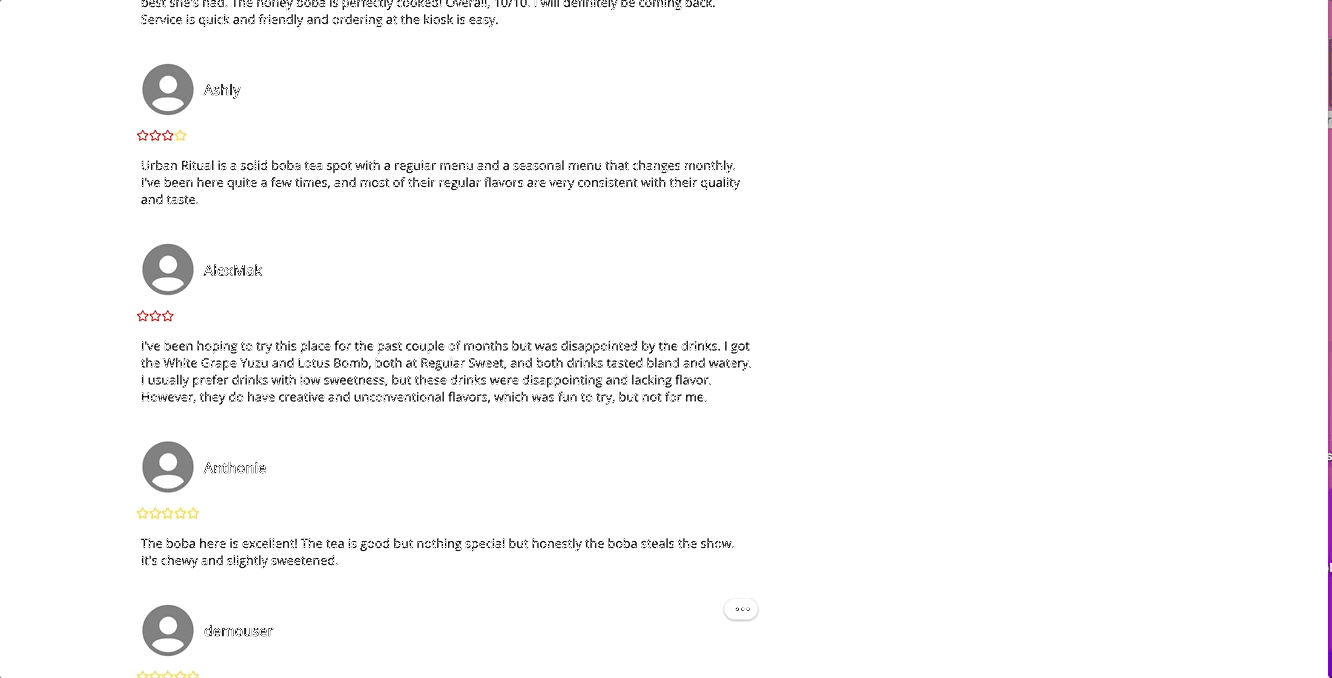 best she's had. The honey boba is perfectly cooked! Overall, 10/10. I will definitely be coming back.
Service is quick and friendly and ordering at the kiosk is easy.
Ashly
Urban Ritual is a solid boba tea spot with a regular menu and a seasonal menu that changes monthly.
I've been here quite a few times, and most of their regular flavors are very consistent with their quality
and taste.
AlexMak
I've been hoping to try this place for the past couple of months but was disappointed by the drinks. I got
the White Grape Yuzu and Lotus Bomb, both at Regular Sweet, and both drinks tasted bland and watery.
I usually prefer drinks with low sweetness, but these drinks were disappointing and lacking flavor.
However, they do have creative and unconventional flavors, which was fun to try, but not for me.
Anthonie
The boba here is excellent! The tea is good but nothing special but honestly the boba steals the show.
It's chewy and slightly sweetened.
demouser